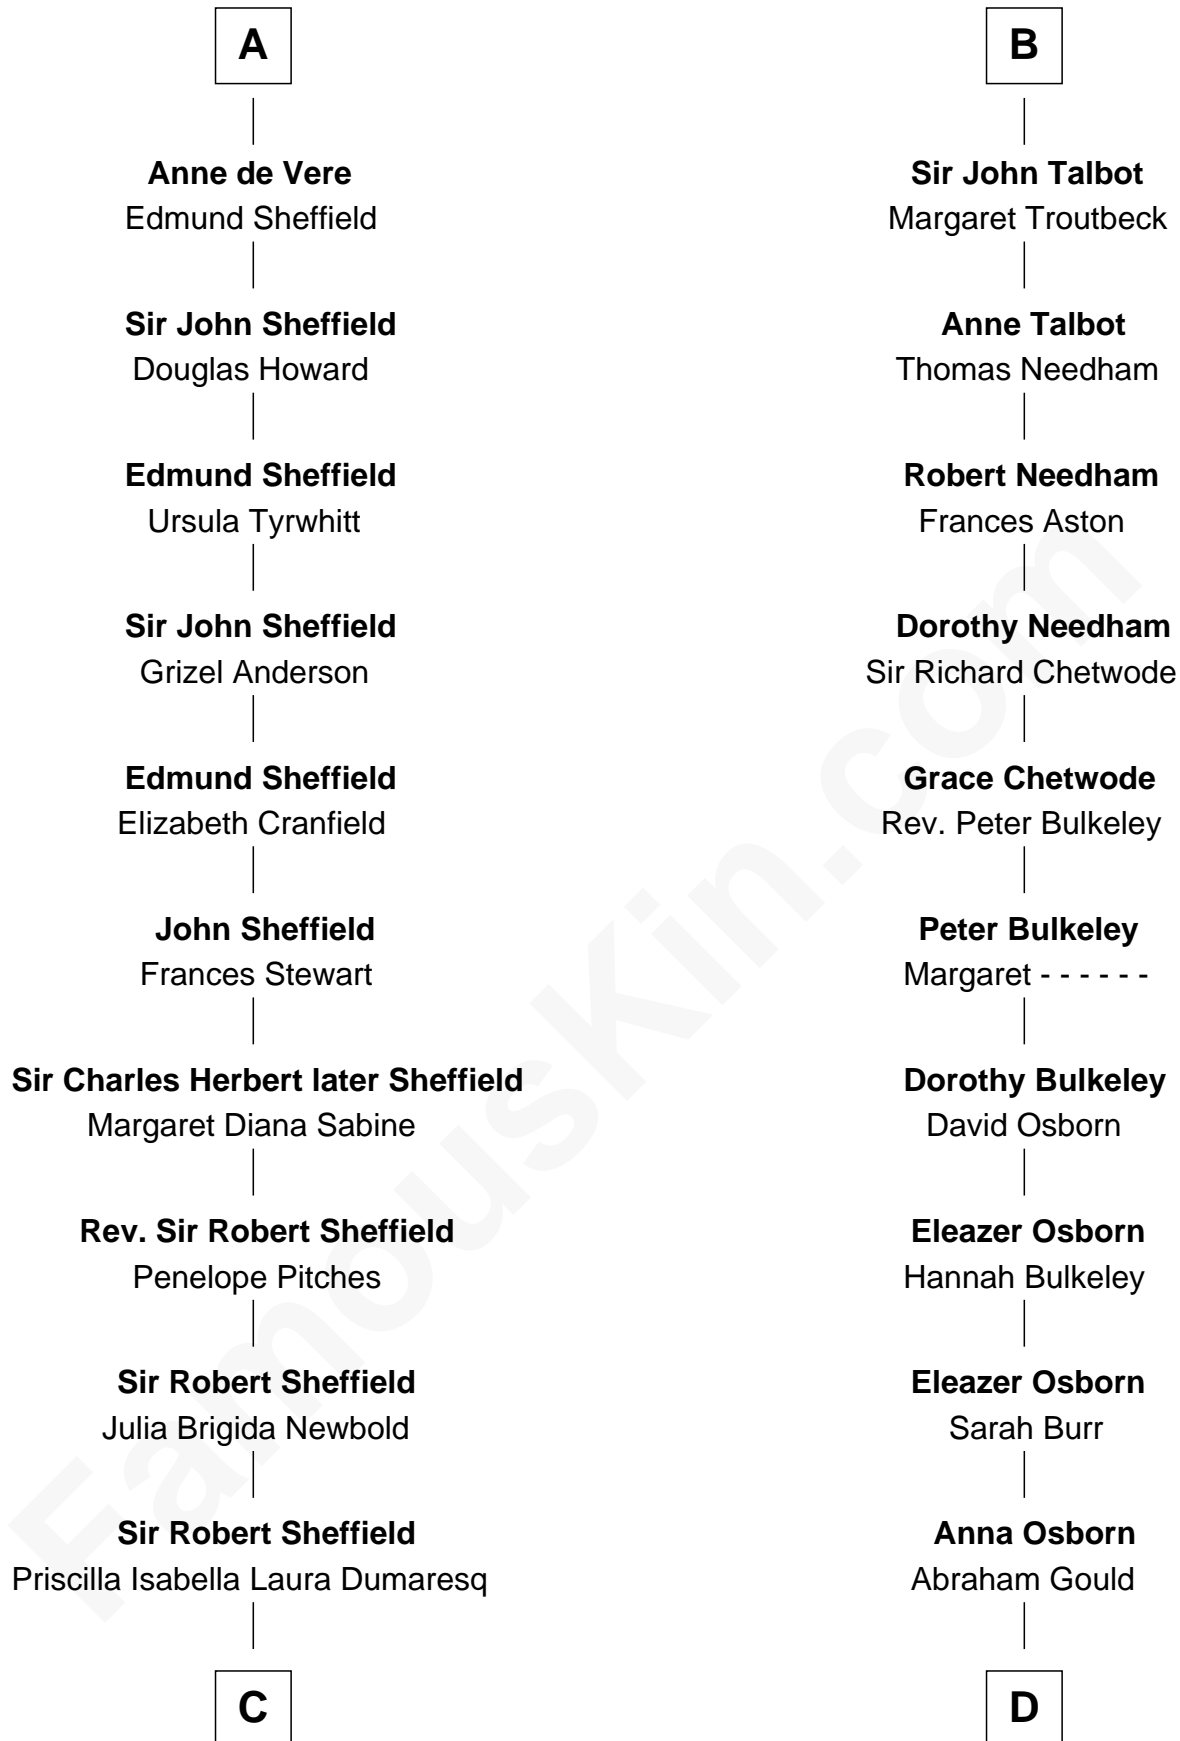 A
Anne de Vere
Edmund Sheffield
Sir John Sheffield
Douglas Howard
Edmund Sheffield
Ursula Tyrwhitt
Sir John Sheffield
Grizel Anderson
Edmund Sheffield
Elizabeth Cranfield
John Sheffield
Frances Stewart
Sir Charles Herbert later Sheffield
Margaret Diana Sabine
Rev. Sir Robert Sheffield
Penelope Pitches
Sir Robert Sheffield
Julia Brigida Newbold
Sir Robert Sheffield
Priscilla Isabella Laura Dumaresq
C
B
Sir John Talbot
Margaret Troutbeck
Anne Talbot
Thomas Needham
Robert Needham
Frances Aston
Dorothy Needham
Sir Richard Chetwode
Grace Chetwode
Rev. Peter Bulkeley
Peter Bulkeley
Margaret - - - - - -
Dorothy Bulkeley
David Osborn
Eleazer Osborn
Hannah Bulkeley
Eleazer Osborn
Sarah Burr
Anna Osborn
Abraham Gould
D
FamousKin.com